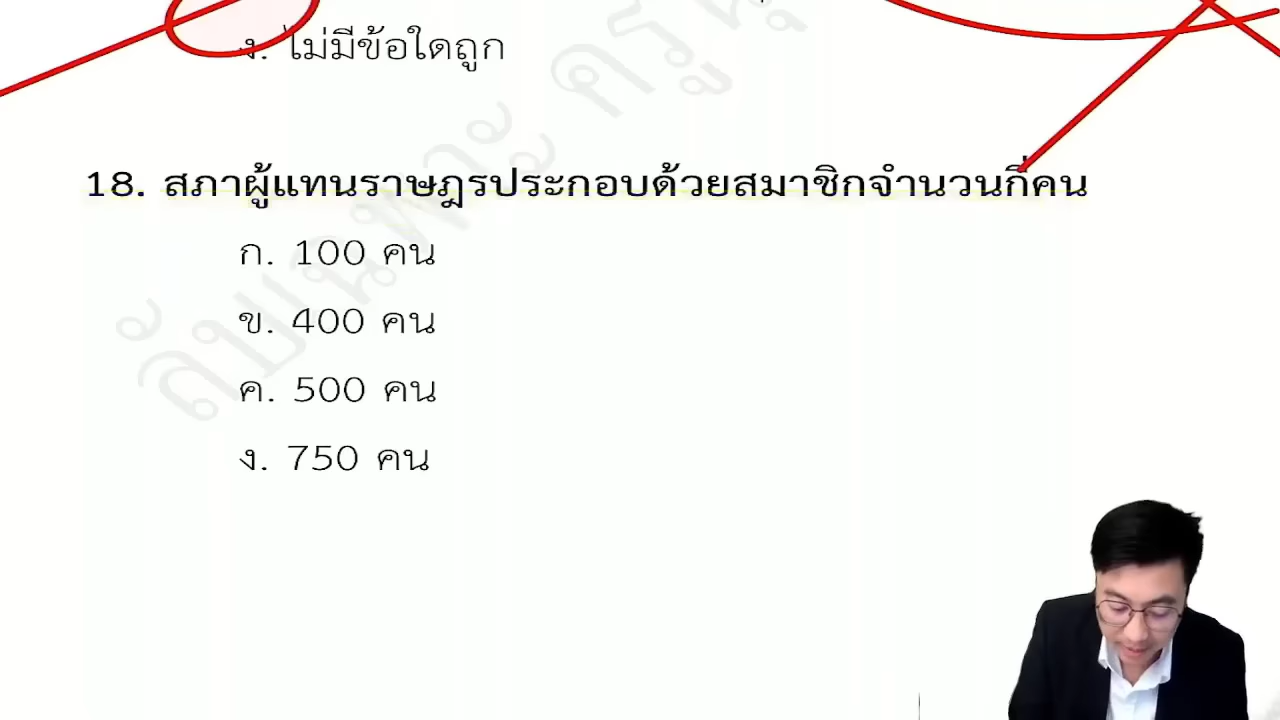 ง. ไม่มีข้อใดถูก
18. สภาผู้แทนราษฎรประกอบด้วยสมาชิกจำนวนกี่คน
ก. 100 คน
ข. 400 คน
ค. 500 คน
ง. 750 คน